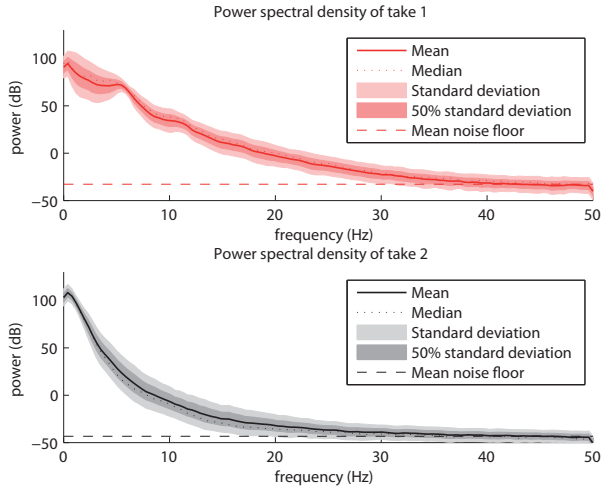 Power spectral density of take 1
power (dB)
100
50
0
−50
Mean
Median
Standard deviation
50% standard deviation
Mean noise floor
0 10 20 30 40 50
frequency (Hz)
Power spectral density of take 2
power (dB)
100
50
0
−50
Mean
Median
Standard deviation
50% standard deviation
Mean noise floor
0 10 20 30 40 50
frequency (Hz)